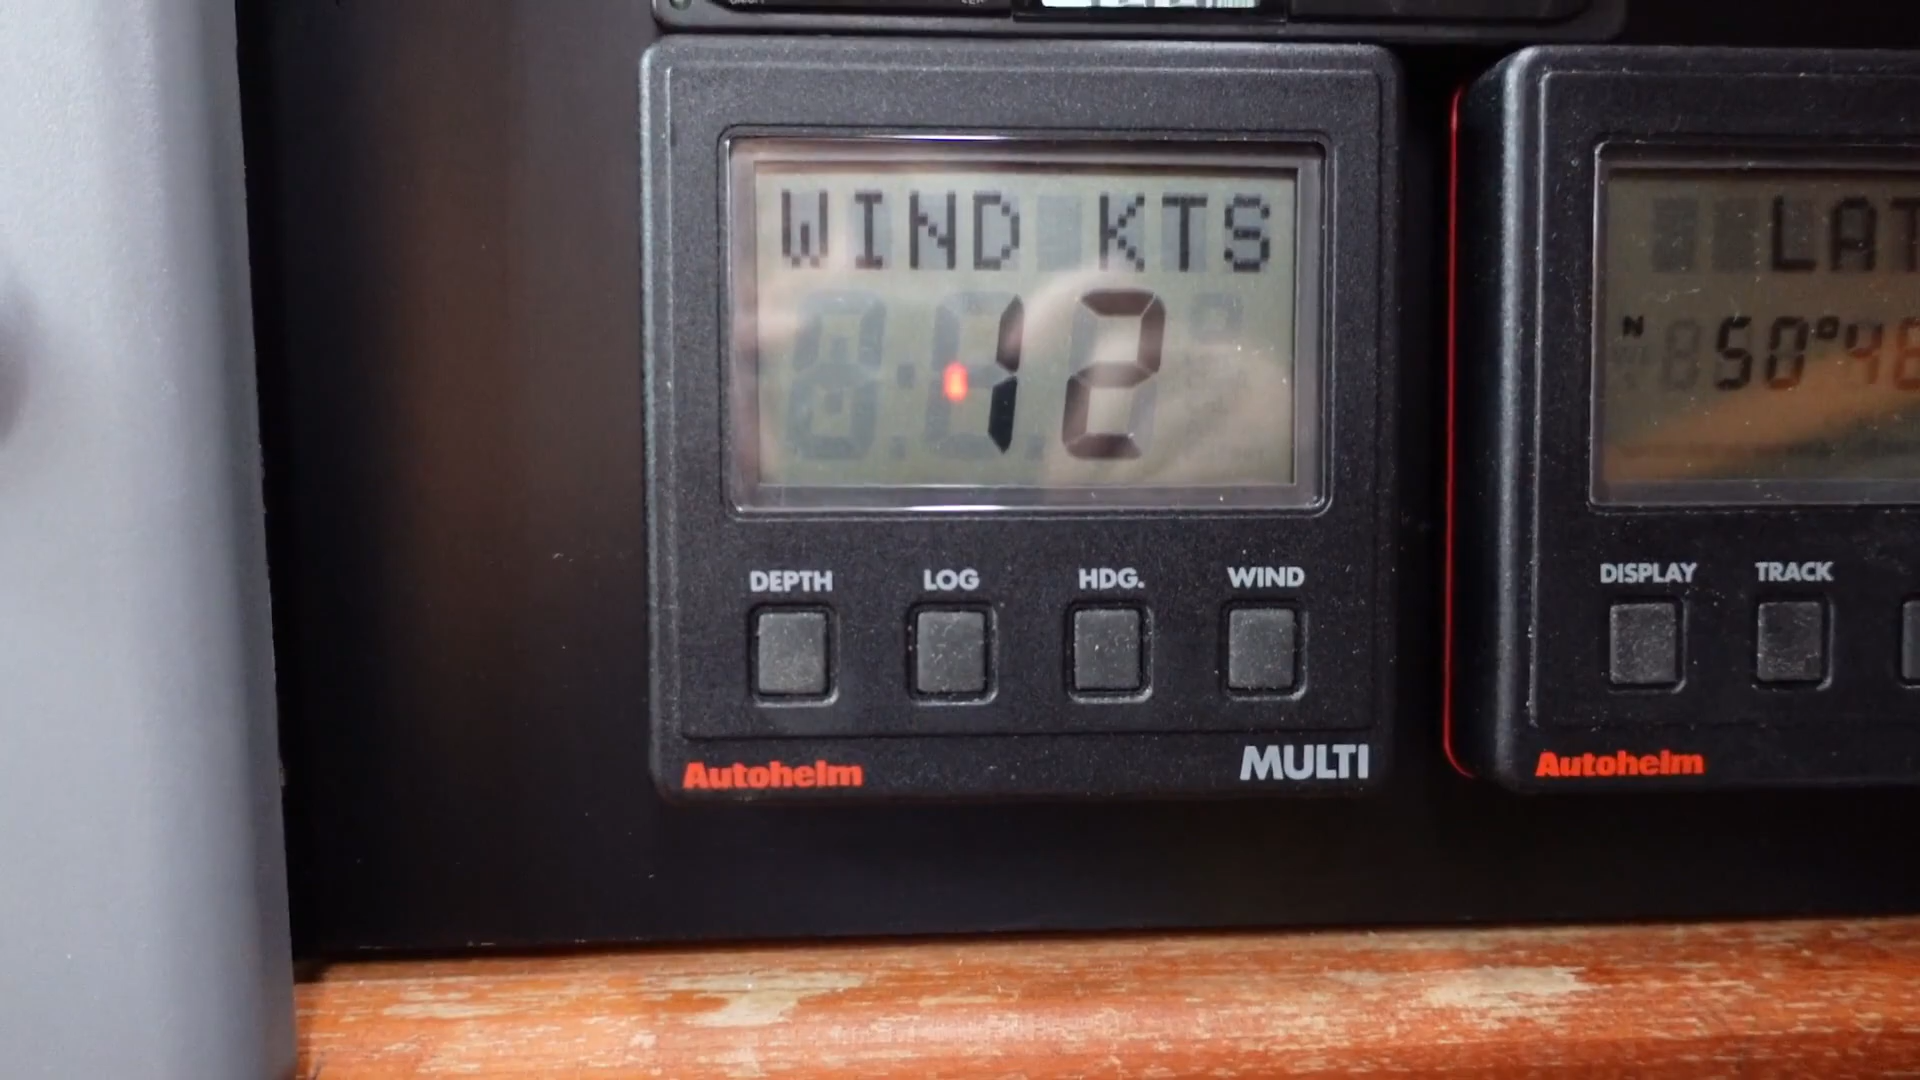 WIND KTS
12
DEPTH LOG HDG. WIND
Autohelm MULTI
LAT
N 50°4
DISPLAY TRACK
Autohelm